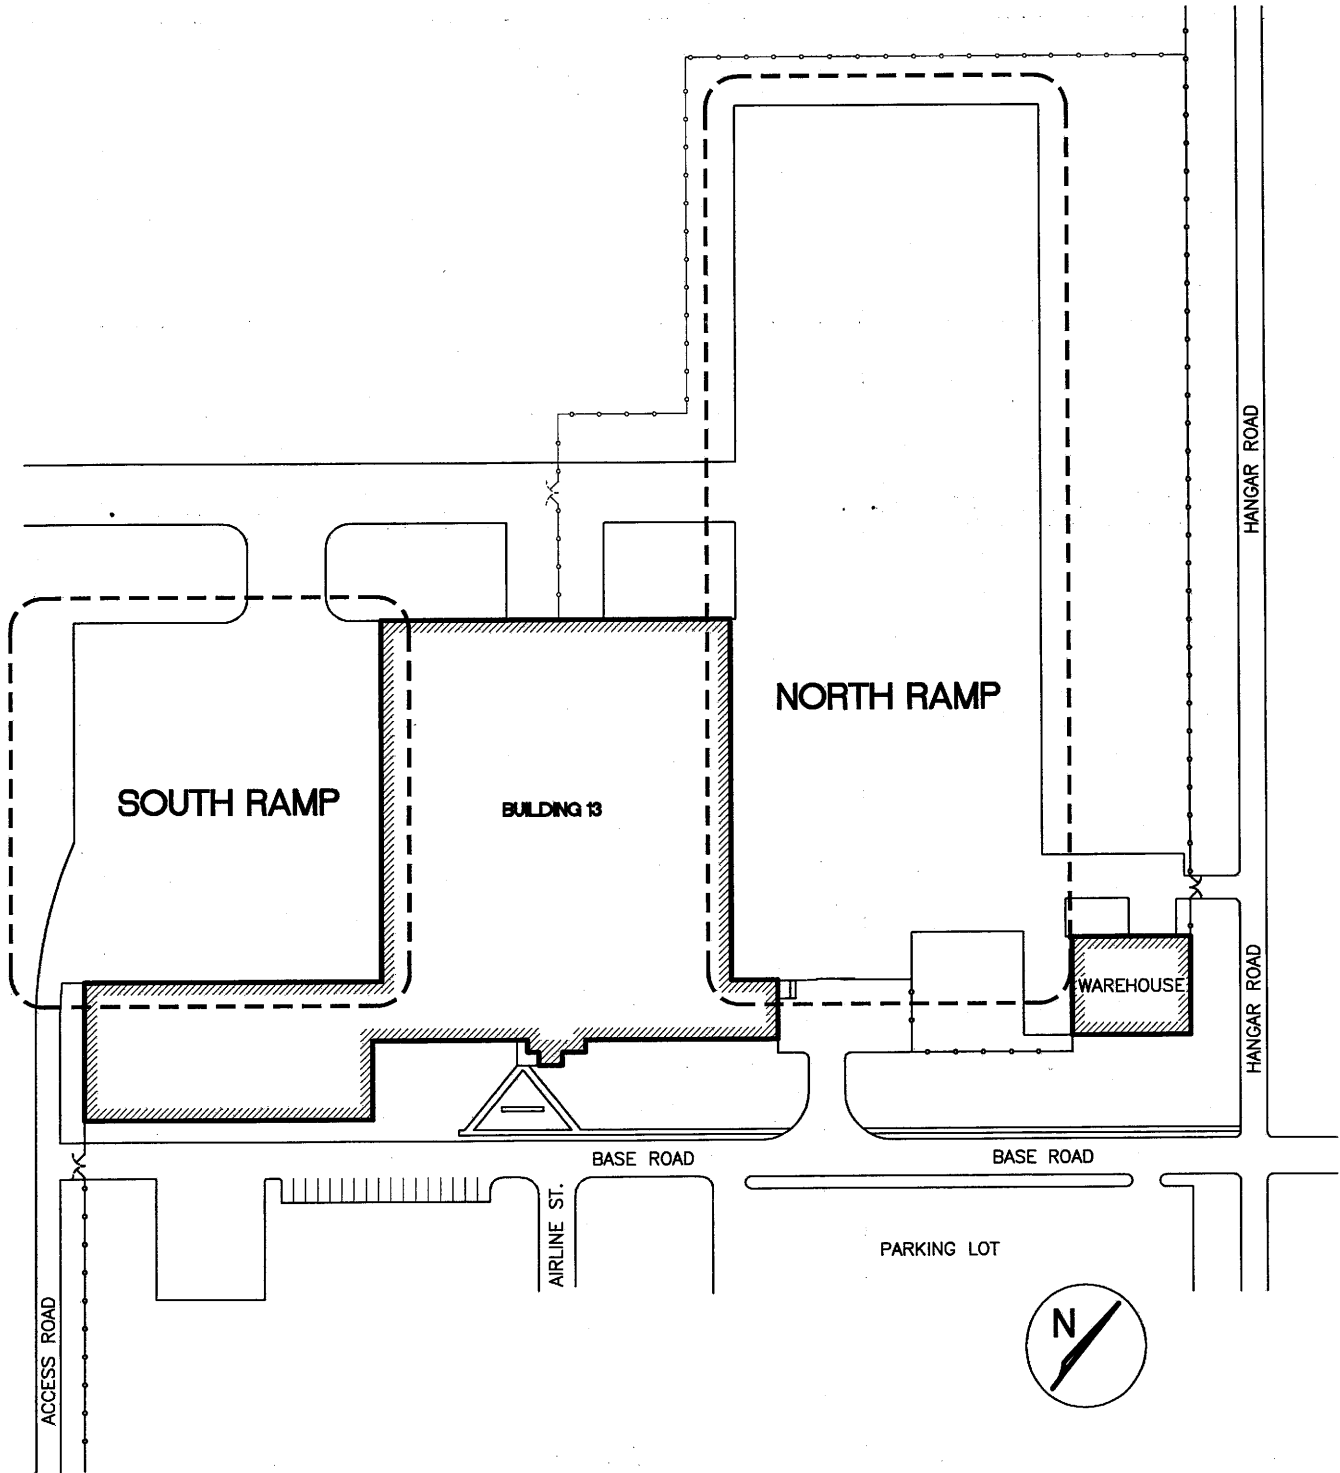 HANGAR ROAD
NORTH RAMP
SOUTH RAMP
BUILDING 13
WAREHOUSE
HANGAR ROAD
BASE ROAD
BASE ROAD
AIRLINE ST.
PARKING LOT
N
ACCESS ROAD